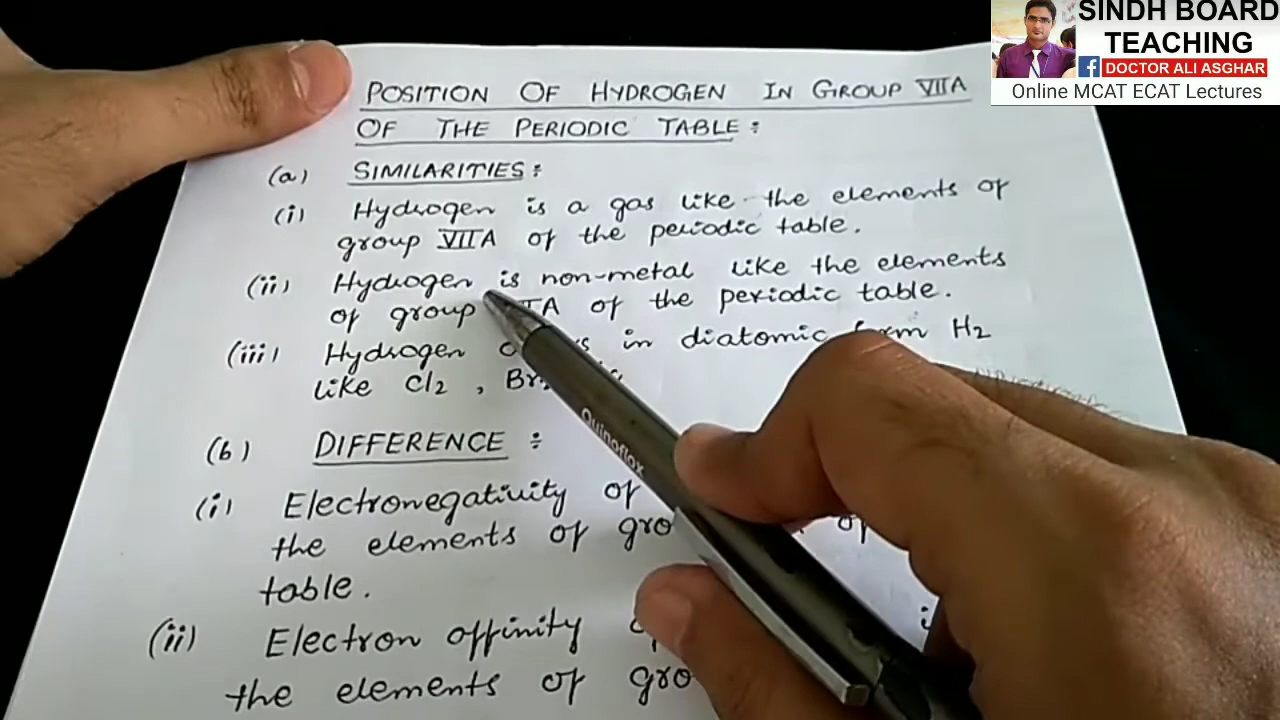 SINDH BOARD
TEACHING
f DOCTOR ALI ASGHAR
Online MCAT ECAT Lectures
POSITION OF HYDROGEN IN GROUP VIIA
OF THE PERIODIC TABLE :
(a) SIMILARITIES :
(i) Hydrogen is a gas like the elements of
group VIIA of the periodic table.
(ii) Hydrogen is non-metal like the elements
of group of the periodic table.
(iii) Hydrogen in diatomic form H2
like Cl2 ,
(b) DIFFERENCE :
(i) Electronegativity of
the elements of
table.
(ii) Electron affinity
the elements of
Quinoflox